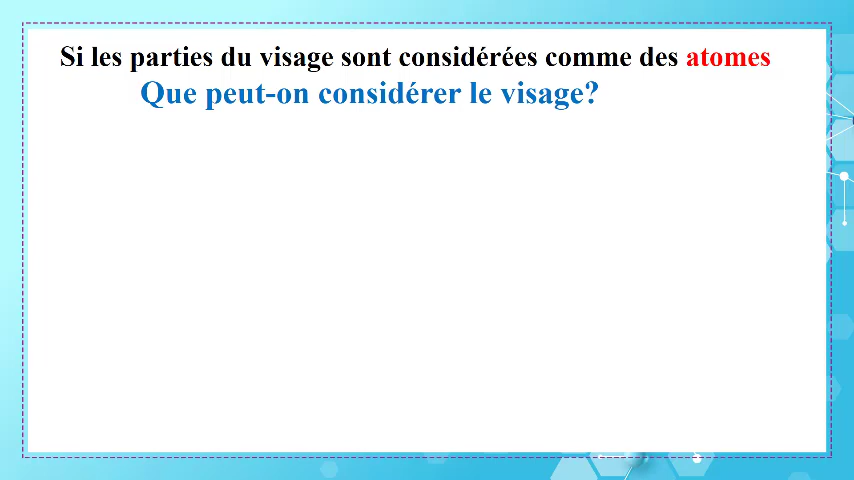 Si les parties du visage sont considérées comme des atomes
Que peut-on considérer le visage?